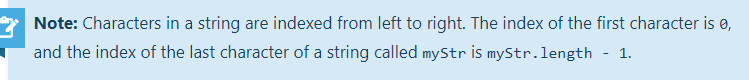 Note: Characters in a string are indexed from left to right. The index of the first character is 0,
and the index of the last character of a string called myStr is myStr.length - 1.